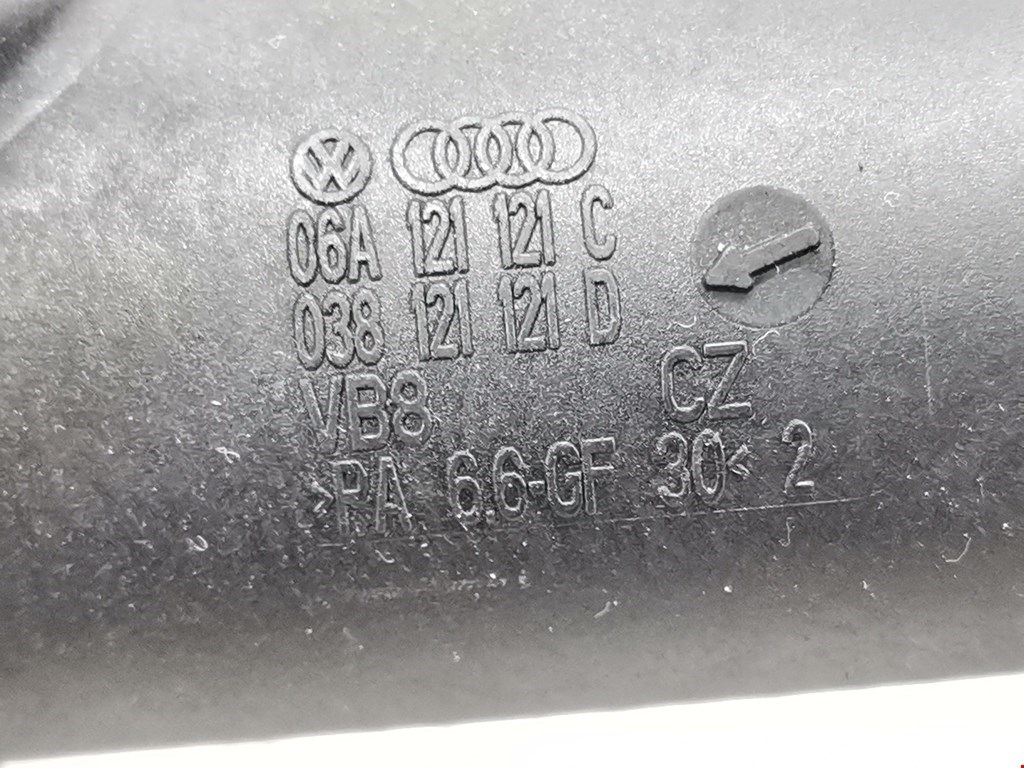 06A 121 121 C
038 121 121 D
VB8 CZ
>PA 6.6-GF 30< 2